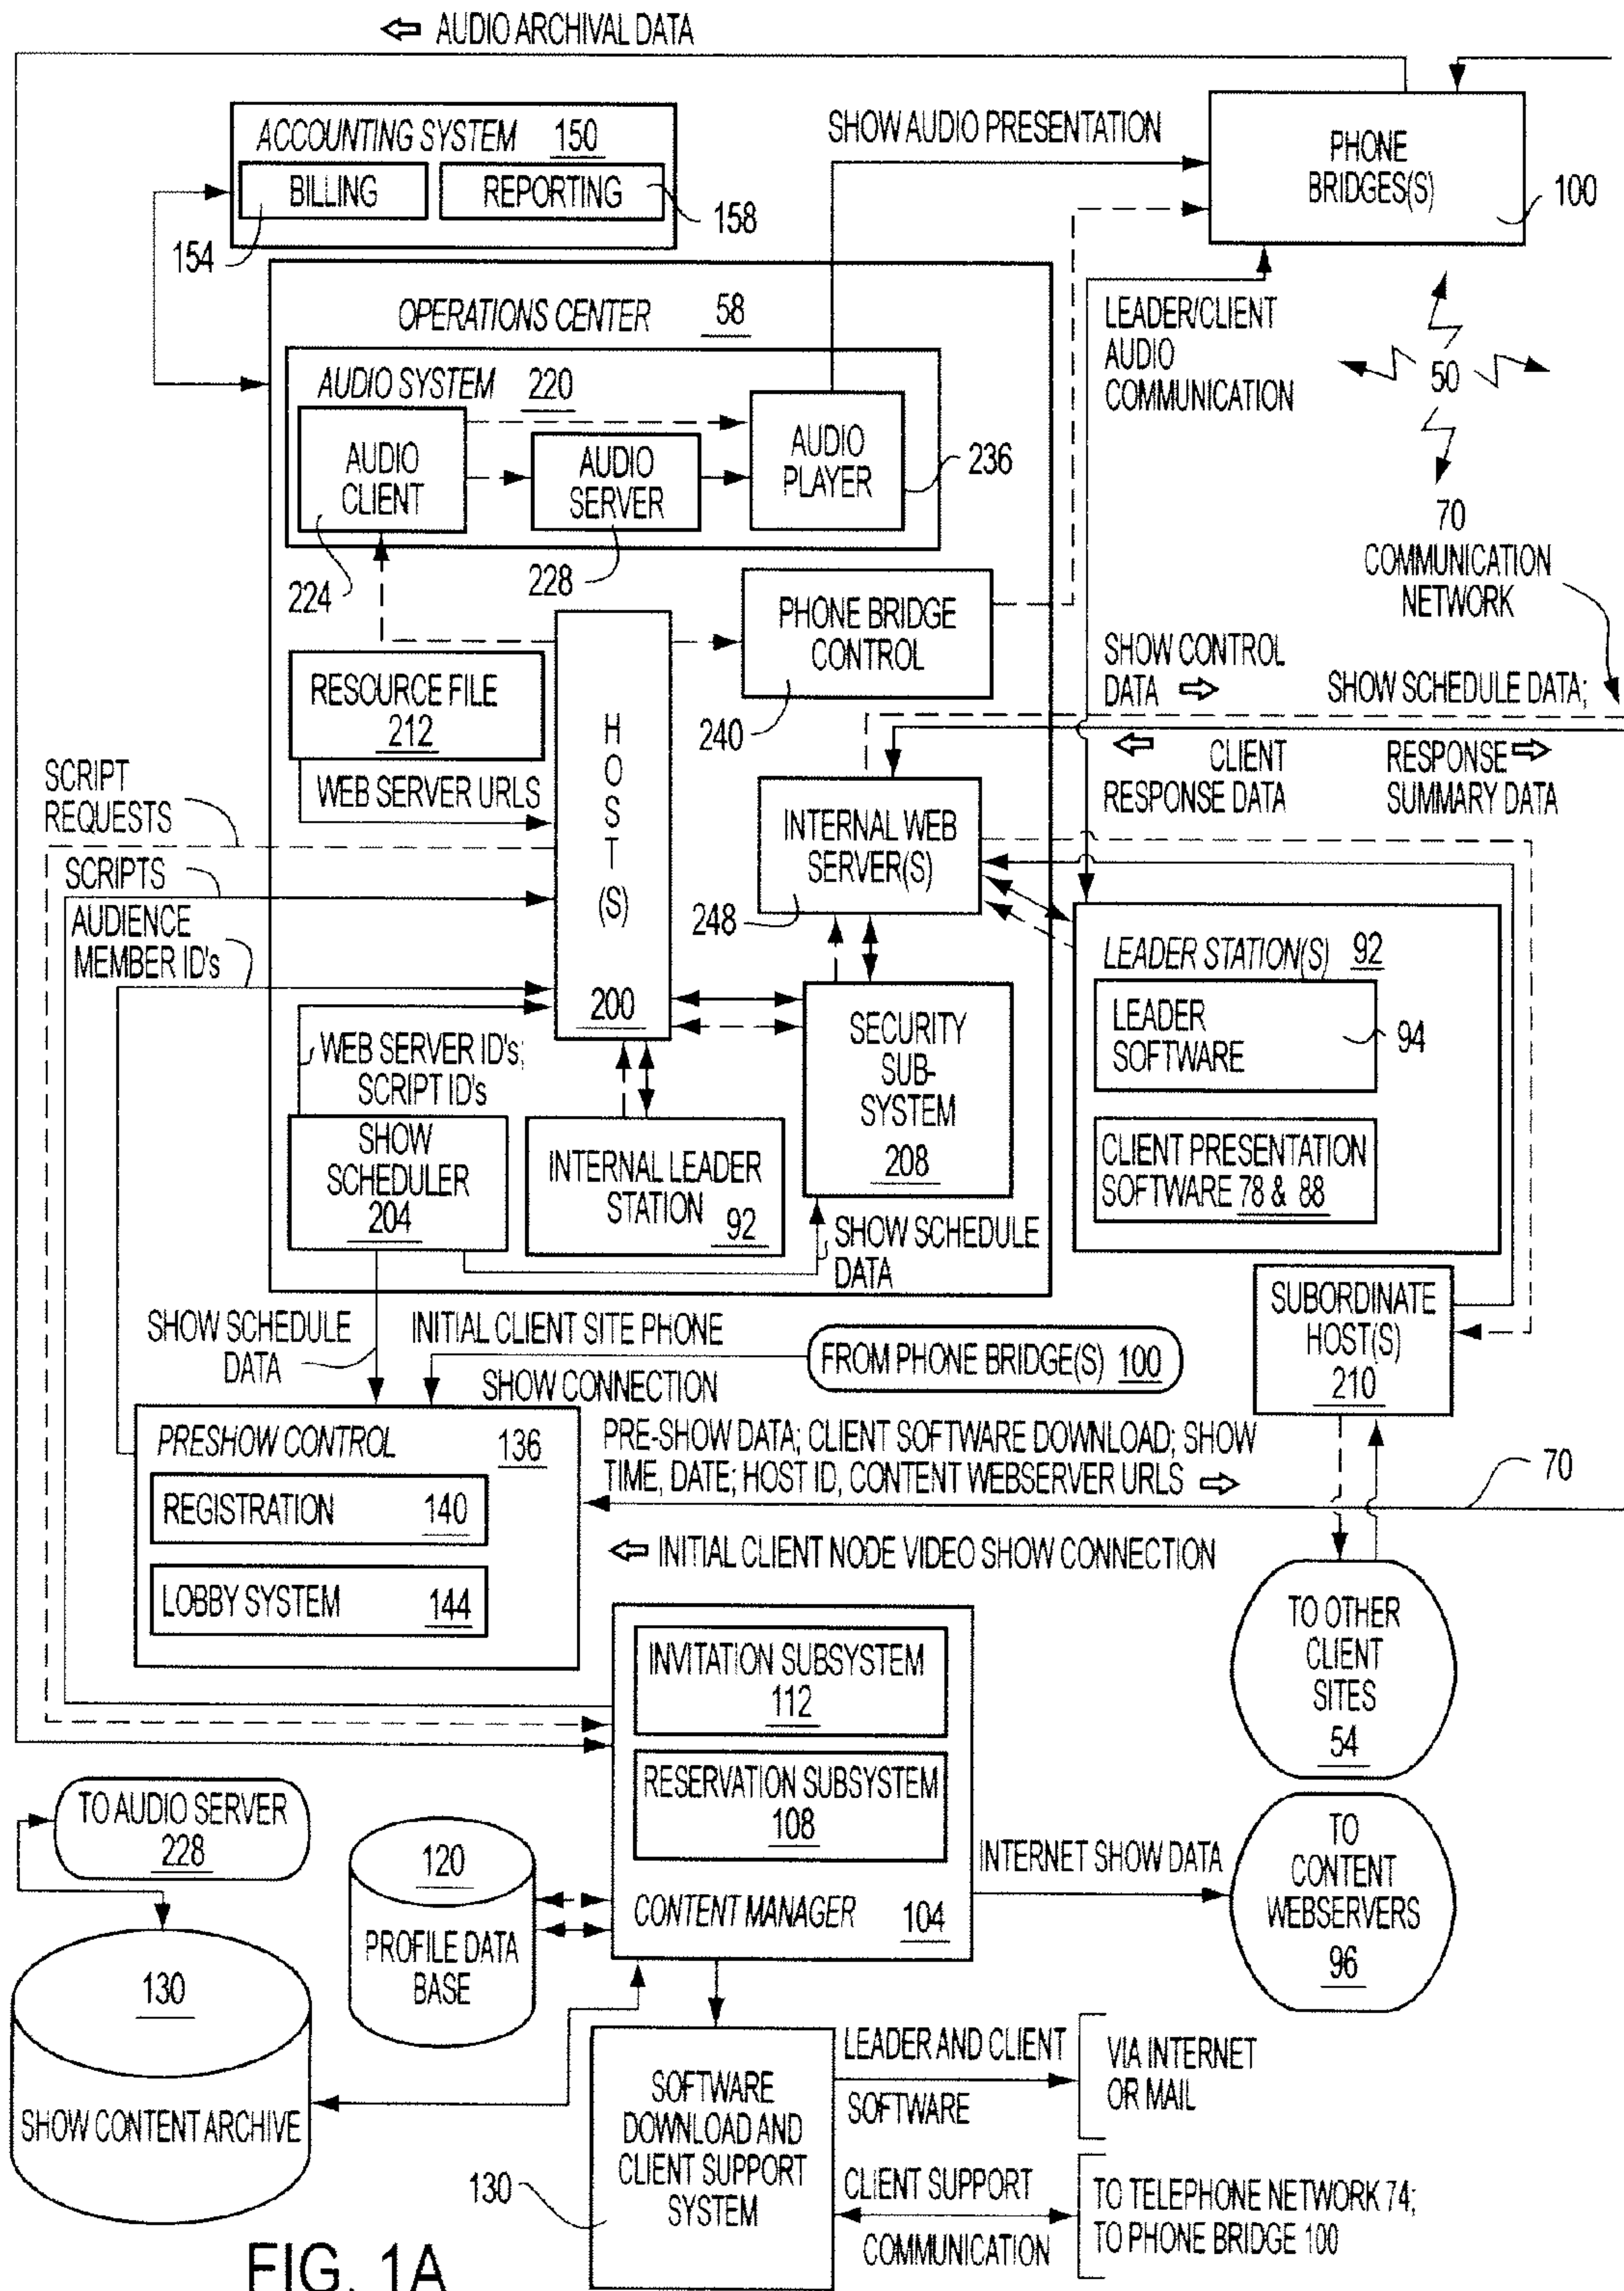 ⇦ AUDIO ARCHIVAL DATA
ACCOUNTING SYSTEM 150
BILLING
REPORTING
154
158
SHOW AUDIO PRESENTATION
PHONE
BRIDGES(S)
100
OPERATIONS CENTER 58
AUDIO SYSTEM 220
AUDIO
CLIENT
AUDIO
SERVER
AUDIO
PLAYER
236
224
228
LEADER/CLIENT
AUDIO
COMMUNICATION
50
70
COMMUNICATION
NETWORK
PHONE BRIDGE
CONTROL
240
RESOURCE FILE
212
WEB SERVER URLS
HOST
(S)
200
SHOW CONTROL
DATA ⇨
SHOW SCHEDULE DATA;
⇦ CLIENT
RESPONSE DATA
RESPONSE ⇨
SUMMARY DATA
SCRIPT
REQUESTS
SCRIPTS
AUDIENCE
MEMBER ID's
INTERNAL WEB
SERVER(S)
248
LEADER STATION(S) 92
LEADER
SOFTWARE
94
CLIENT PRESENTATION
SOFTWARE 78 & 88
SECURITY
SUB-
SYSTEM
208
WEB SERVER ID's;
SCRIPT ID's
SHOW
SCHEDULER
204
INTERNAL LEADER
STATION 92
SHOW SCHEDULE
DATA
SUBORDINATE
HOST(S)
210
SHOW SCHEDULE
DATA
INITIAL CLIENT SITE PHONE
SHOW CONNECTION
FROM PHONE BRIDGE(S) 100
PRESHOW CONTROL 136
REGISTRATION 140
LOBBY SYSTEM 144
PRE-SHOW DATA; CLIENT SOFTWARE DOWNLOAD; SHOW
TIME, DATE; HOST ID, CONTENT WEBSERVER URLS ⇨
70
⇦ INITIAL CLIENT NODE VIDEO SHOW CONNECTION
TO OTHER
CLIENT
SITES
54
INVITATION SUBSYSTEM
112
RESERVATION SUBSYSTEM
108
CONTENT MANAGER 104
INTERNET SHOW DATA
TO
CONTENT
WEBSERVERS
96
TO AUDIO SERVER
228
120
PROFILE DATA
BASE
130
SHOW CONTENT ARCHIVE
SOFTWARE
DOWNLOAD AND
CLIENT SUPPORT
SYSTEM
130
LEADER AND CLIENT
SOFTWARE
VIA INTERNET
OR MAIL
CLIENT SUPPORT
COMMUNICATION
TO TELEPHONE NETWORK 74;
TO PHONE BRIDGE 100
FIG. 1A